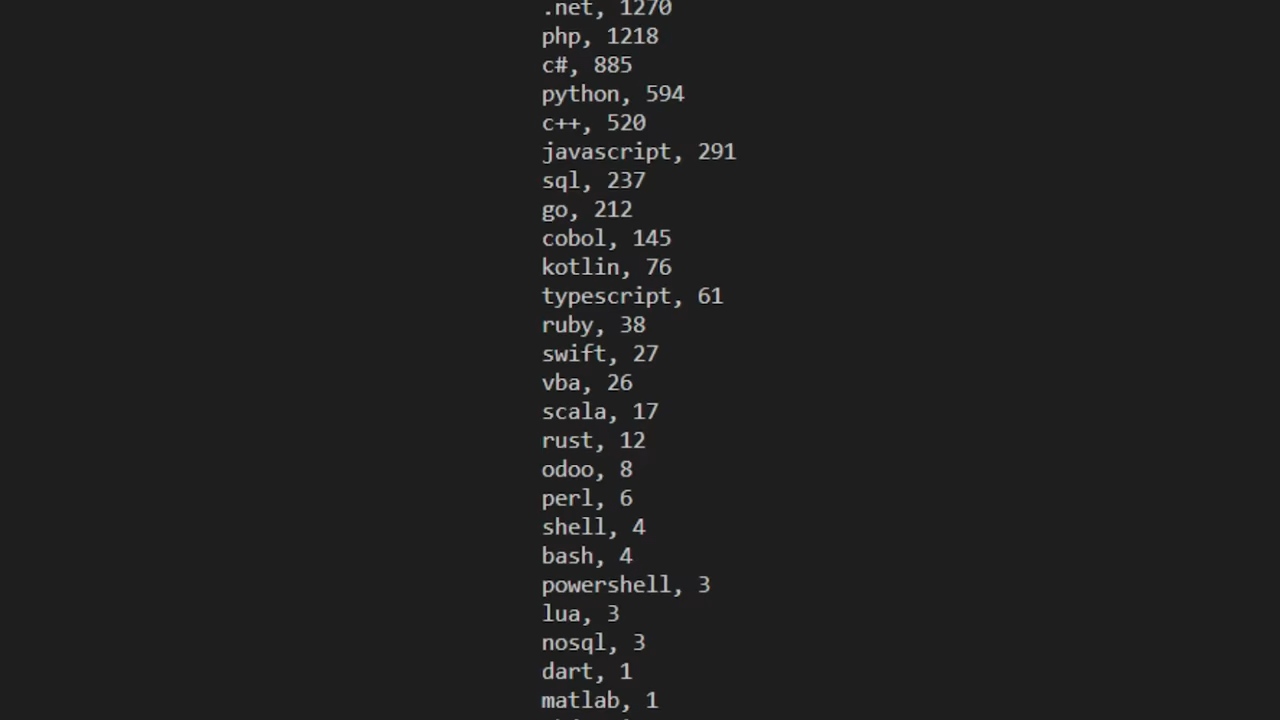 .net, 1270
php, 1218
c#, 885
python, 594
c++, 520
javascript, 291
sql, 237
go, 212
cobol, 145
kotlin, 76
typescript, 61
ruby, 38
swift, 27
vba, 26
scala, 17
rust, 12
odoo, 8
perl, 6
shell, 4
bash, 4
powershell, 3
lua, 3
nosql, 3
dart, 1
matlab, 1